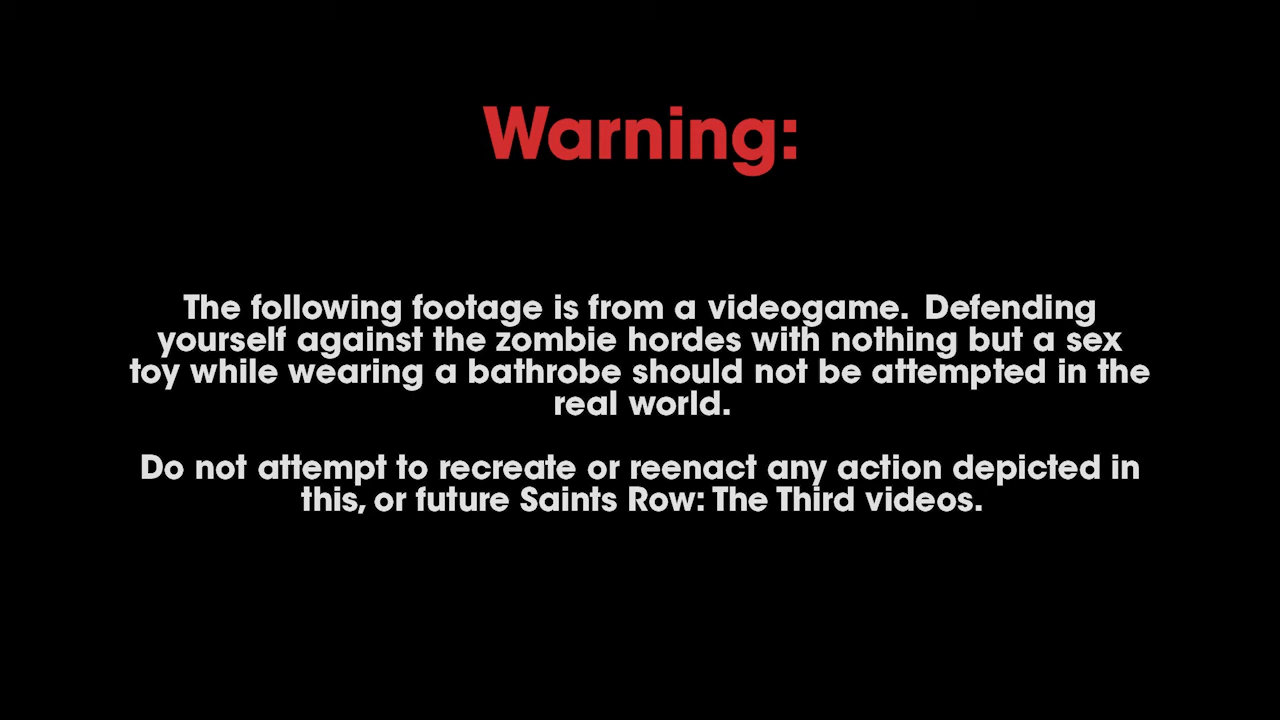 Warning:
The following footage is from a videogame. Defending
yourself against the zombie hordes with nothing but a sex
toy while wearing a bathrobe should not be attempted in the
real world.
Do not attempt to recreate or reenact any action depicted in
this, or future Saints Row: The Third videos.